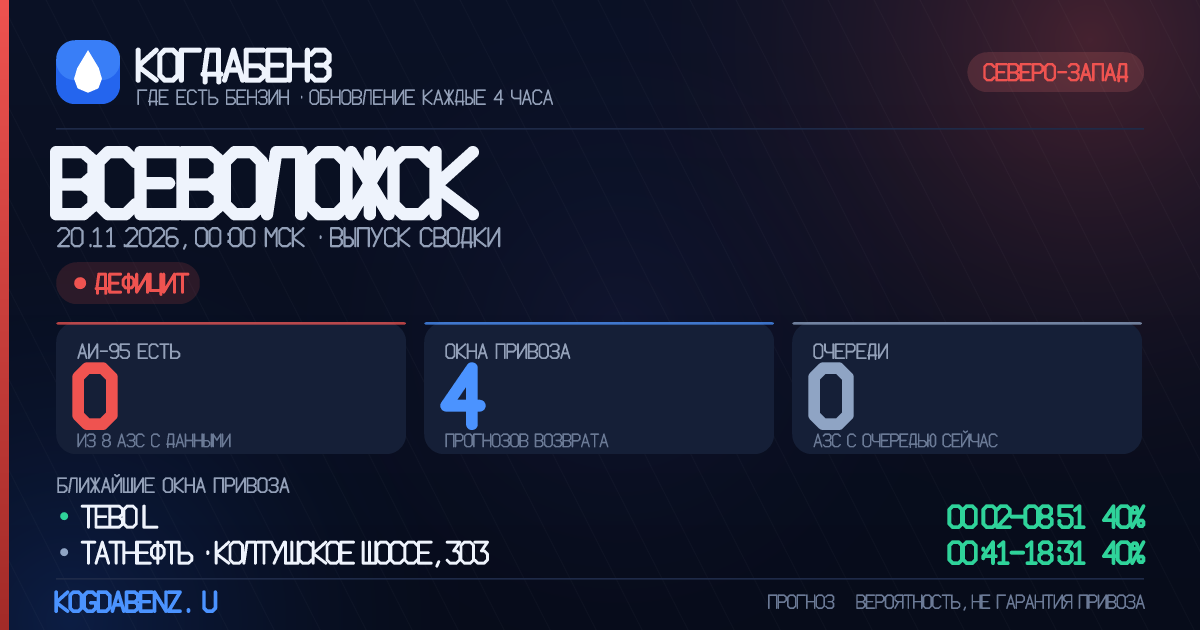 КОГДАБЕНЗ
ГДЕ ЕСТЬ БЕНЗИН · ОБНОВЛЕНИЕ КАЖДЫЕ 4 ЧАСА
СЕВЕРО-ЗАПАД
ВСЕВОЛОЖСК
20.11.2026, 00:00 МСК · ВЫПУСК СВОДКИ
ДЕФИЦИТ
АИ-95 ЕСТЬ
0
ИЗ 8 АЗС С ДАННЫМИ
ОКНА ПРИВОЗА
4
ПРОГНОЗОВ ВОЗВРАТА
ОЧЕРЕДИ
0
АЗС С ОЧЕРЕДЬЮ СЕЙЧАС
БЛИЖАЙШИЕ ОКНА ПРИВОЗА
• TEBOIL 00:02–08:51 40%
• ТАТНЕФТЬ · КОЛТУШСКОЕ ШОССЕ, 303 00:41–18:31 40%
KOGDABENZ. U
ПРОГНОЗ ВЕРОЯТНОСТЬ, НЕ ГАРАНТИЯ ПРИВОЗА